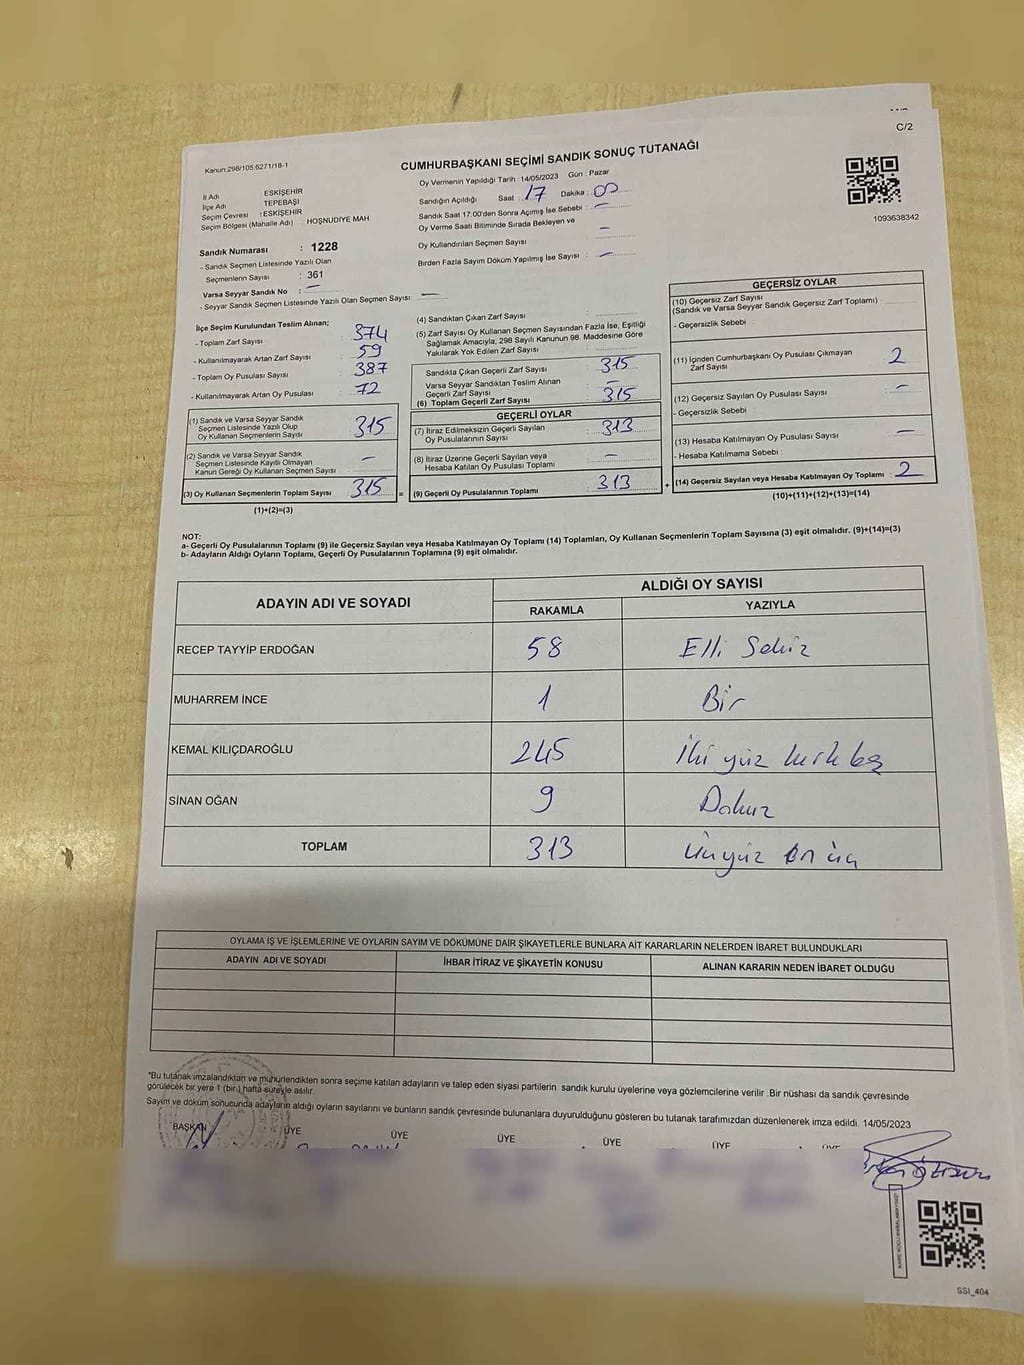 C/2
Kanun:298/105,6271/18-1
CUMHURBAŞKANI SEÇİMİ SANDIK SONUÇ TUTANAĞI
Oy Vermenin Yapıldığı Tarih :14/05/2023 Gün : Pazar
İl Adı : ESKİŞEHİR
İlçe Adı : TEPEBAŞI
Seçim Çevresi : ESKİŞEHİR
Seçim Bölgesi (Mahalle Adı) : HOŞNUDİYE MAH
Sandığın Açıldığı Saat : 17 Dakika : 00
Sandık Saat 17:00'den Sonra Açımış İse Sebebi : —
Oy Verme Saati Bitiminde Sırada Bekleyen ve
Oy Kullandırılan Seçmen Sayısı : —
Birden Fazla Sayım Döküm Yapılmış İse Sayısı : —
1093638342
Sandık Numarası : 1228
- Sandık Seçmen Listesinde Yazılı Olan
Seçmenlerin Sayısı : 361
Varsa Seyyar Sandık No : —
- Seyyar Sandık Seçmen Listesinde Yazılı Olan Seçmen Sayısı: —
İlçe Seçim Kurulundan Teslim Alınan;
- Toplam Zarf Sayısı : 374
- Kullanılmayarak Artan Zarf Sayısı : 59
- Toplam Oy Pusulası Sayısı : 387
- Kullanılmayarak Artan Oy Pusulası : 72
(1) Sandık ve Varsa Seyyar Sandık
Seçmen Listesinde Yazılı Olup
Oy Kullanan Seçmenlerin Sayısı : 315
(2) Sandık ve Varsa Seyyar Sandık
Seçmen Listesinde Kayıtlı Olmayan
Kanun Gereği Oy Kullanan Seçmen Sayısı : —
(3) Oy Kullanan Seçmenlerin Toplam Sayısı : 315 =
(1)+(2)=(3)
(4) Sandıktan Çıkan Zarf Sayısı :
(5) Zarf Sayısı Oy Kullanan Seçmen Sayısından Fazla İse, Eşitliği
Sağlamak Amacıyla, 298 Sayılı Kanunun 98. Maddesine Göre
Yakılarak Yok Edilen Zarf Sayısı :
Sandıkta Çıkan Geçerli Zarf Sayısı : 315
Varsa Seyyar Sandıktan Teslim Alınan
Geçerli Zarf Sayısı : —
(6) Toplam Geçerli Zarf Sayısı : 315
GEÇERLİ OYLAR
(7) İtiraz Edilmeksizin Geçerli Sayılan
Oy Pusulalarının Sayısı : 313
(8) İtiraz Üzerine Geçerli Sayılan veya
Hesaba Katılan Oy Pusulası Toplamı : —
(9) Geçerli Oy Pusulalarının Toplamı : 313 +
GEÇERSİZ OYLAR
(10) Geçersiz Zarf Sayısı
(Sandık ve Varsa Seyyar Sandık Geçersiz Zarf Toplamı) :
- Geçersizlik Sebebi :
(11) İçinden Cumhurbaşkanı Oy Pusulası Çıkmayan
Zarf Sayısı : 2
(12) Geçersiz Sayılan Oy Pusulası Sayısı : —
- Geçersizlik Sebebi :
(13) Hesaba Katılmayan Oy Pusulası Sayısı : —
- Hesaba Katılmama Sebebi :
(14) Geçersiz Sayılan veya Hesaba Katılmayan Oy Toplamı : 2
(10)+(11)+(12)+(13)=(14)
NOT:
a- Geçerli Oy Pusulalarının Toplamı (9) ile Geçersiz Sayılan veya Hesaba Katılmayan Oy Toplamı (14) Toplamları, Oy Kullanan Seçmenlerin Toplam Sayısına (3) eşit olmalıdır. (9)+(14)=(3)
b- Adayların Aldığı Oyların Toplamı, Geçerli Oy Pusulalarının Toplamına (9) eşit olmalıdır.
ADAYIN ADI VE SOYADI
ALDIĞI OY SAYISI
RAKAMLA YAZIYLA
RECEP TAYYİP ERDOĞAN 58 Elli Sekiz
MUHARREM İNCE 1 Bir
KEMAL KILIÇDAROĞLU 245 İki yüz kırk beş
SİNAN OĞAN 9 Dokuz
TOPLAM 313 Üç yüz on üç
OYLAMA İŞ VE İŞLEMLERİNE VE OYLARIN SAYIM VE DÖKÜMÜNE DAİR ŞİKAYETLERLE BUNLARA AİT KARARLARIN NELERDEN İBARET BULUNDUKLARI
ADAYIN ADI VE SOYADI İHBAR İTİRAZ VE ŞİKAYETİN KONUSU ALINAN KARARIN NEDEN İBARET OLDUĞU
*Bu tutanak imzalandıktan ve mühürlendikten sonra seçime katılan adayların ve talep eden siyasi partilerin sandık kurulu üyelerine veya gözlemcilerine verilir .Bir nüshası da sandık çevresinde
görülecek bir yere 1 (bir) hafta süreyle asılır.
Sayım ve döküm sonucunda adayların aldığı oyların sayılarını ve bunların sandık çevresinde bulunanlara duyurulduğunu gösteren bu tutanak tarafımızdan düzenlenerek imza edildi. 14/05/2023
BAŞKAN ÜYE ÜYE ÜYE ÜYE ÜYE ÜYE
SSI_404